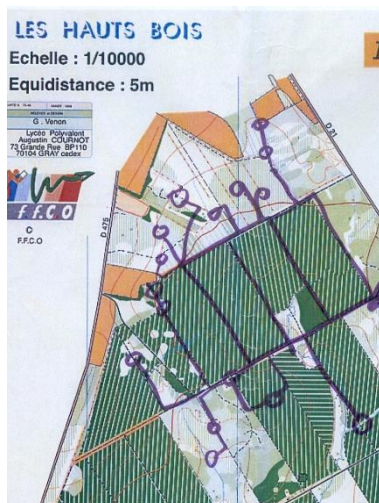 LES HAUTS BOIS
Echelle : 1/10000
Equidistance : 5m
G. Venon
Lycée Polyvalent
Augustin COURNOT
73 Grande Rue BP110
70104 GRAY cedex
FFCO
©
F.F.C.O
D 475
D 21